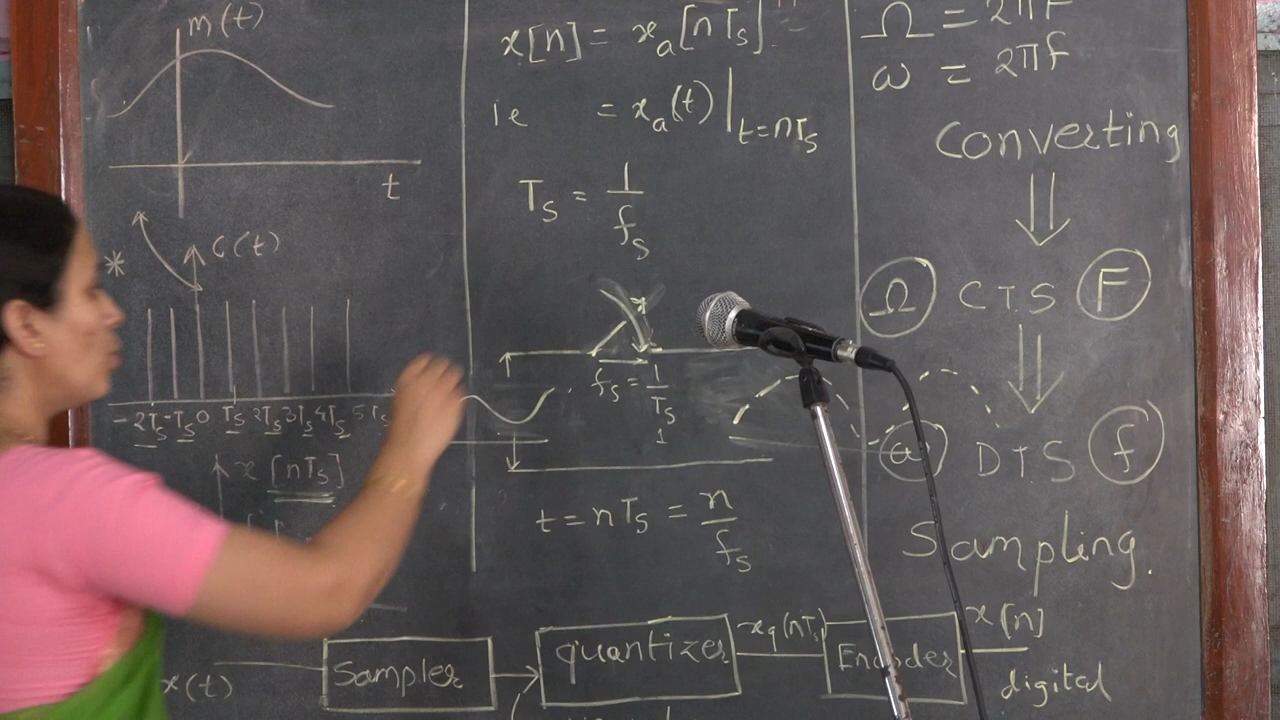 m(t)
t
* C(t)
-2Ts -Ts 0 Ts 2Ts 3Ts 4Ts 5Ts
x[nTs]
x[n] = xₐ[nTs] =
ie = xₐ(t)|t=nTs
Ts = 1/fs
fs = 1/Ts
1
t = nTs = n/fs
Ω = 2πF
ω = 2πf
Converting
⇓
Ω CTS F
⇓
DTS f
Sampling.
x(t) Sampler quantizer xq(nTs) Encoder x[n]
digital